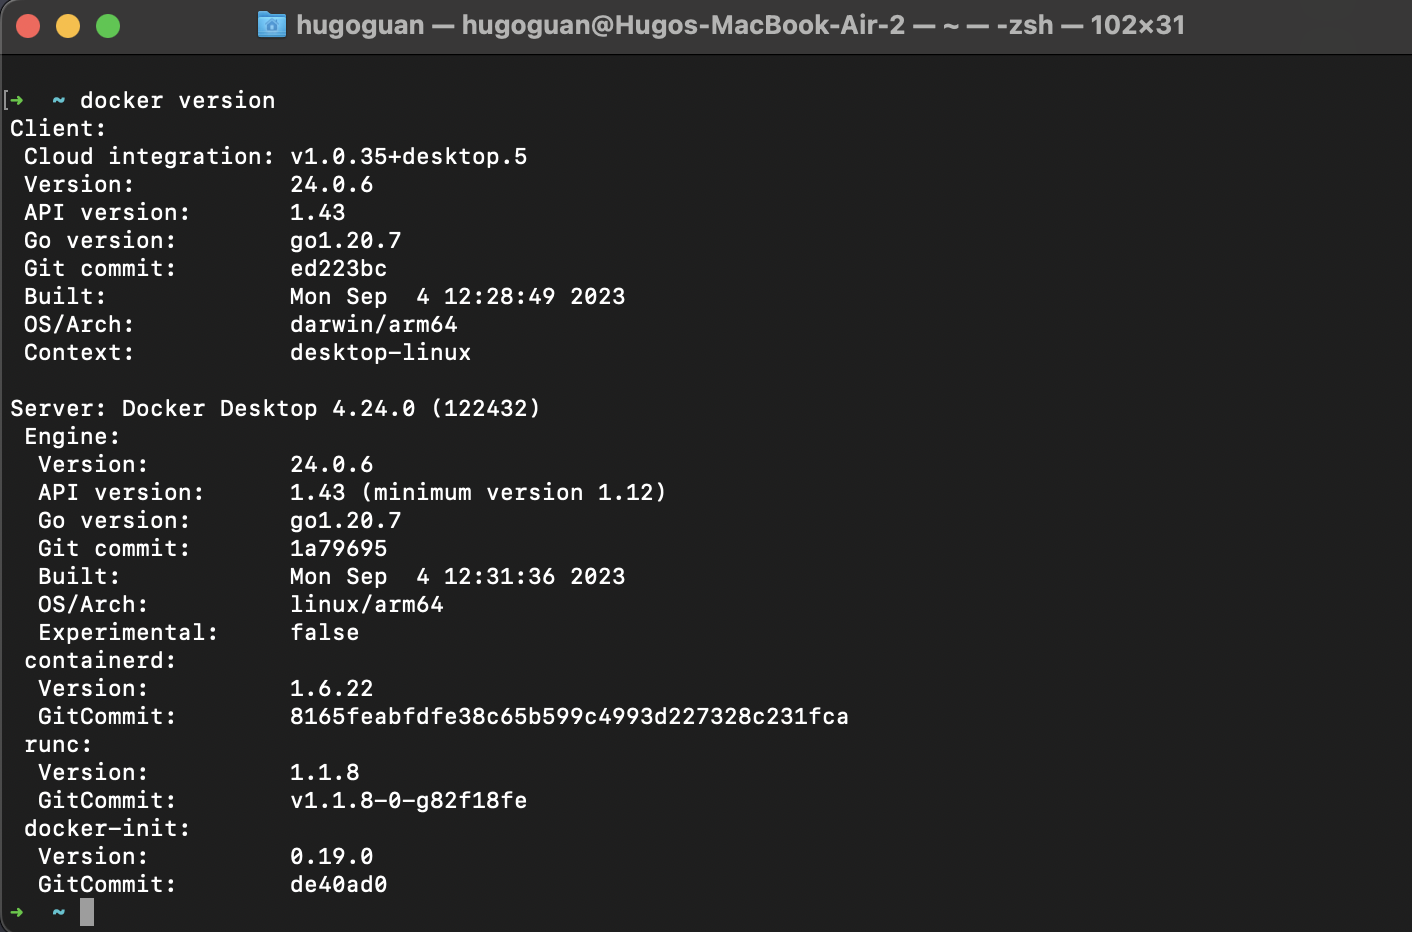 hugoguan — hugoguan@Hugos-MacBook-Air-2 — ~ — -zsh — 102×31
[➜  ~ docker version
Client:
 Cloud integration: v1.0.35+desktop.5
 Version:           24.0.6
 API version:       1.43
 Go version:        go1.20.7
 Git commit:        ed223bc
 Built:             Mon Sep  4 12:28:49 2023
 OS/Arch:           darwin/arm64
 Context:           desktop-linux

Server: Docker Desktop 4.24.0 (122432)
 Engine:
  Version:          24.0.6
  API version:      1.43 (minimum version 1.12)
  Go version:       go1.20.7
  Git commit:       1a79695
  Built:            Mon Sep  4 12:31:36 2023
  OS/Arch:          linux/arm64
  Experimental:     false
 containerd:
  Version:          1.6.22
  GitCommit:        8165feabfdfe38c65b599c4993d227328c231fca
 runc:
  Version:          1.1.8
  GitCommit:        v1.1.8-0-g82f18fe
 docker-init:
  Version:          0.19.0
  GitCommit:        de40ad0
➜  ~